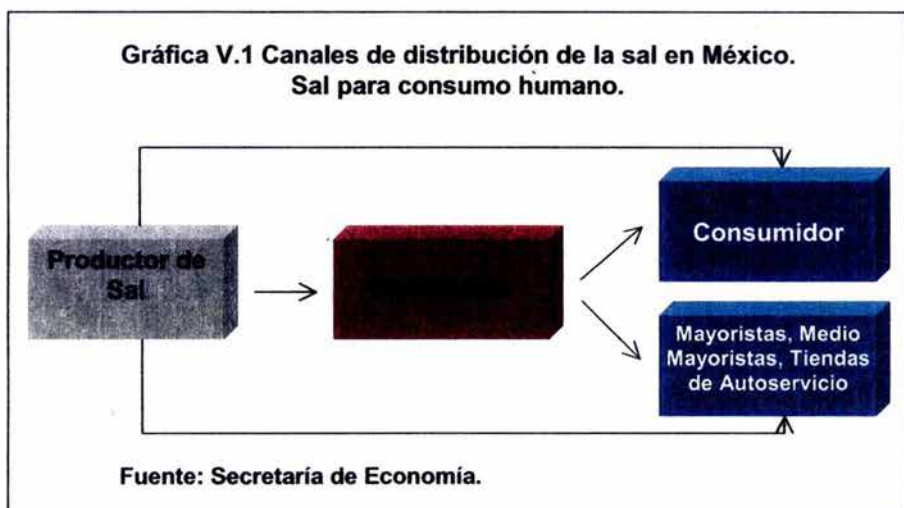 Gráfica V.1 Canales de distribución de la sal en México.
Sal para consumo humano.
Productor de
Sal
Consumidor
Mayoristas, Medio
Mayoristas, Tiendas
de Autoservicio
Fuente: Secretaría de Economía.